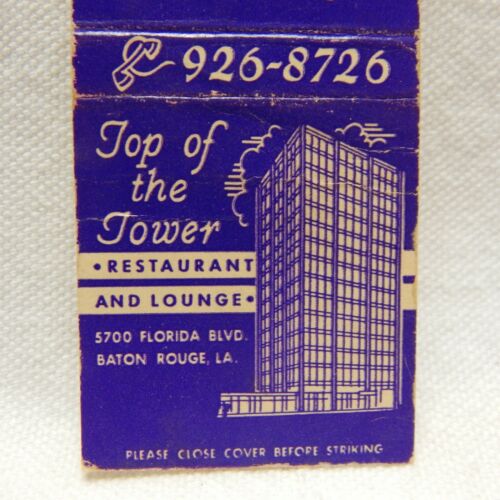 926-8726
Top of
the
Tower
• RESTAURANT
AND LOUNGE •
5700 FLORIDA BLVD.
BATON ROUGE, LA.
PLEASE CLOSE COVER BEFORE STRIKING